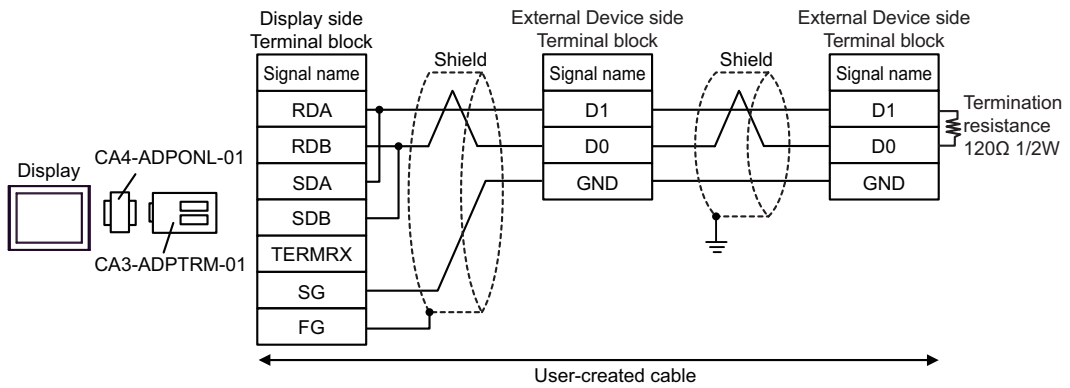 Display side
Terminal block
External Device side
Terminal block
External Device side
Terminal block
Signal name
Shield
Signal name
Shield
Signal name
RDA
D1
D1
Termination
resistance
120Ω 1/2W
RDB
D0
D0
SDA
GND
GND
SDB
TERMRX
SG
FG
Display
CA4-ADPONL-01
CA3-ADPTRM-01
User-created cable